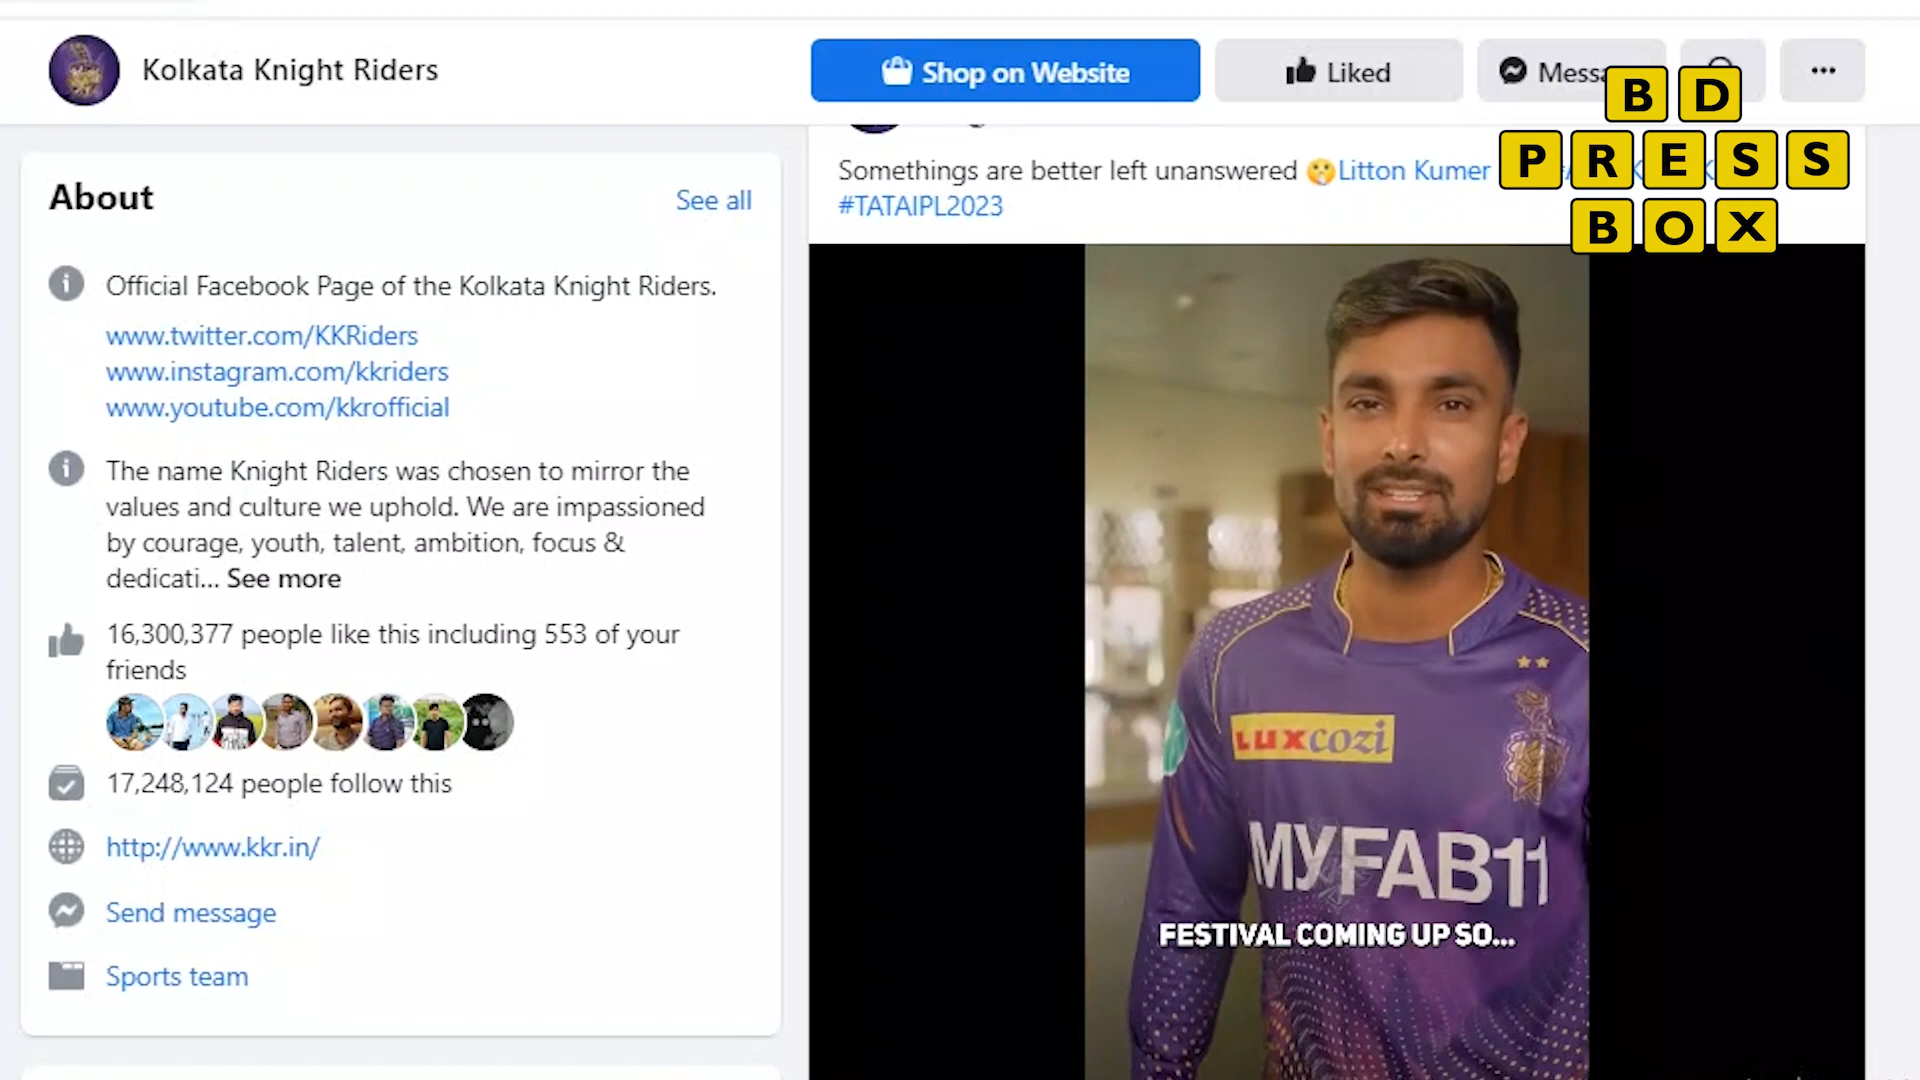 Kolkata Knight Riders
Shop on Website
Liked
B D
PRESS
BOX
About
See all
Official Facebook Page of the Kolkata Knight Riders.
www.twitter.com/KKRiders
www.instagram.com/kkriders
www.youtube.com/kkrofficial
The name Knight Riders was chosen to mirror the
values and culture we uphold. We are impassioned
by courage, youth, talent, ambition, focus &
dedicati... See more
16,300,377 people like this including 553 of your
friends
17,248,124 people follow this
http://www.kkr.in/
Send message
Sports team
Somethings are better left unanswered 🤫Litton Kumer
#TATAIPL2023
LUX cozi
MYFAB11
FESTIVAL COMING UP SO...